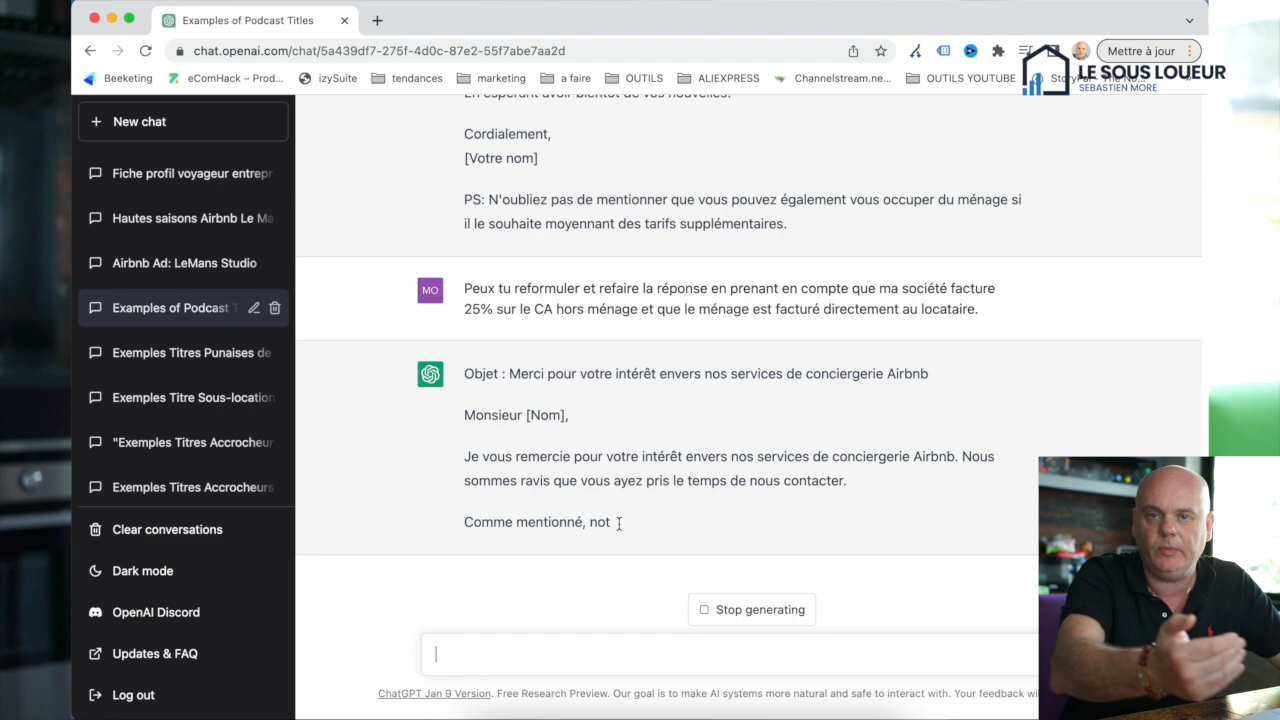 Examples of Podcast Titles
chat.openai.com/chat/5a439df7-275f-4d0c-87e2-55f7abe7aa2d
Mettre à jour
Beeketing
eComHack – Prod...
izySuite
tendances
marketing
a faire
OUTILS
ALIEXPRESS
Channelstream.ne...
OUTILS YOUTUBE
LE SOUS LOUEUR
SEBASTIEN MORE
New chat
Fiche profil voyageur entrepr
Hautes saisons Airbnb Le Ma
Airbnb Ad: LeMans Studio
Examples of Podcast T
Exemples Titres Punaises de
Exemples Titre Sous-location
"Exemples Titres Accrocheur
Exemples Titres Accrocheurs
Clear conversations
Dark mode
OpenAI Discord
Updates & FAQ
Log out
En espérant avoir bientôt de vos nouvelles.
Cordialement,
[Votre nom]
PS: N'oubliez pas de mentionner que vous pouvez également vous occuper du ménage si
il le souhaite moyennant des tarifs supplémentaires.
MO
Peux tu reformuler et refaire la réponse en prenant en compte que ma société facture
25% sur le CA hors ménage et que le ménage est facturé directement au locataire.
Objet : Merci pour votre intérêt envers nos services de conciergerie Airbnb
Monsieur [Nom],
Je vous remercie pour votre intérêt envers nos services de conciergerie Airbnb. Nous
sommes ravis que vous ayez pris le temps de nous contacter.
Comme mentionné, not
Stop generating
ChatGPT Jan 9 Version. Free Research Preview. Our goal is to make AI systems more natural and safe to interact with. Your feedback wi